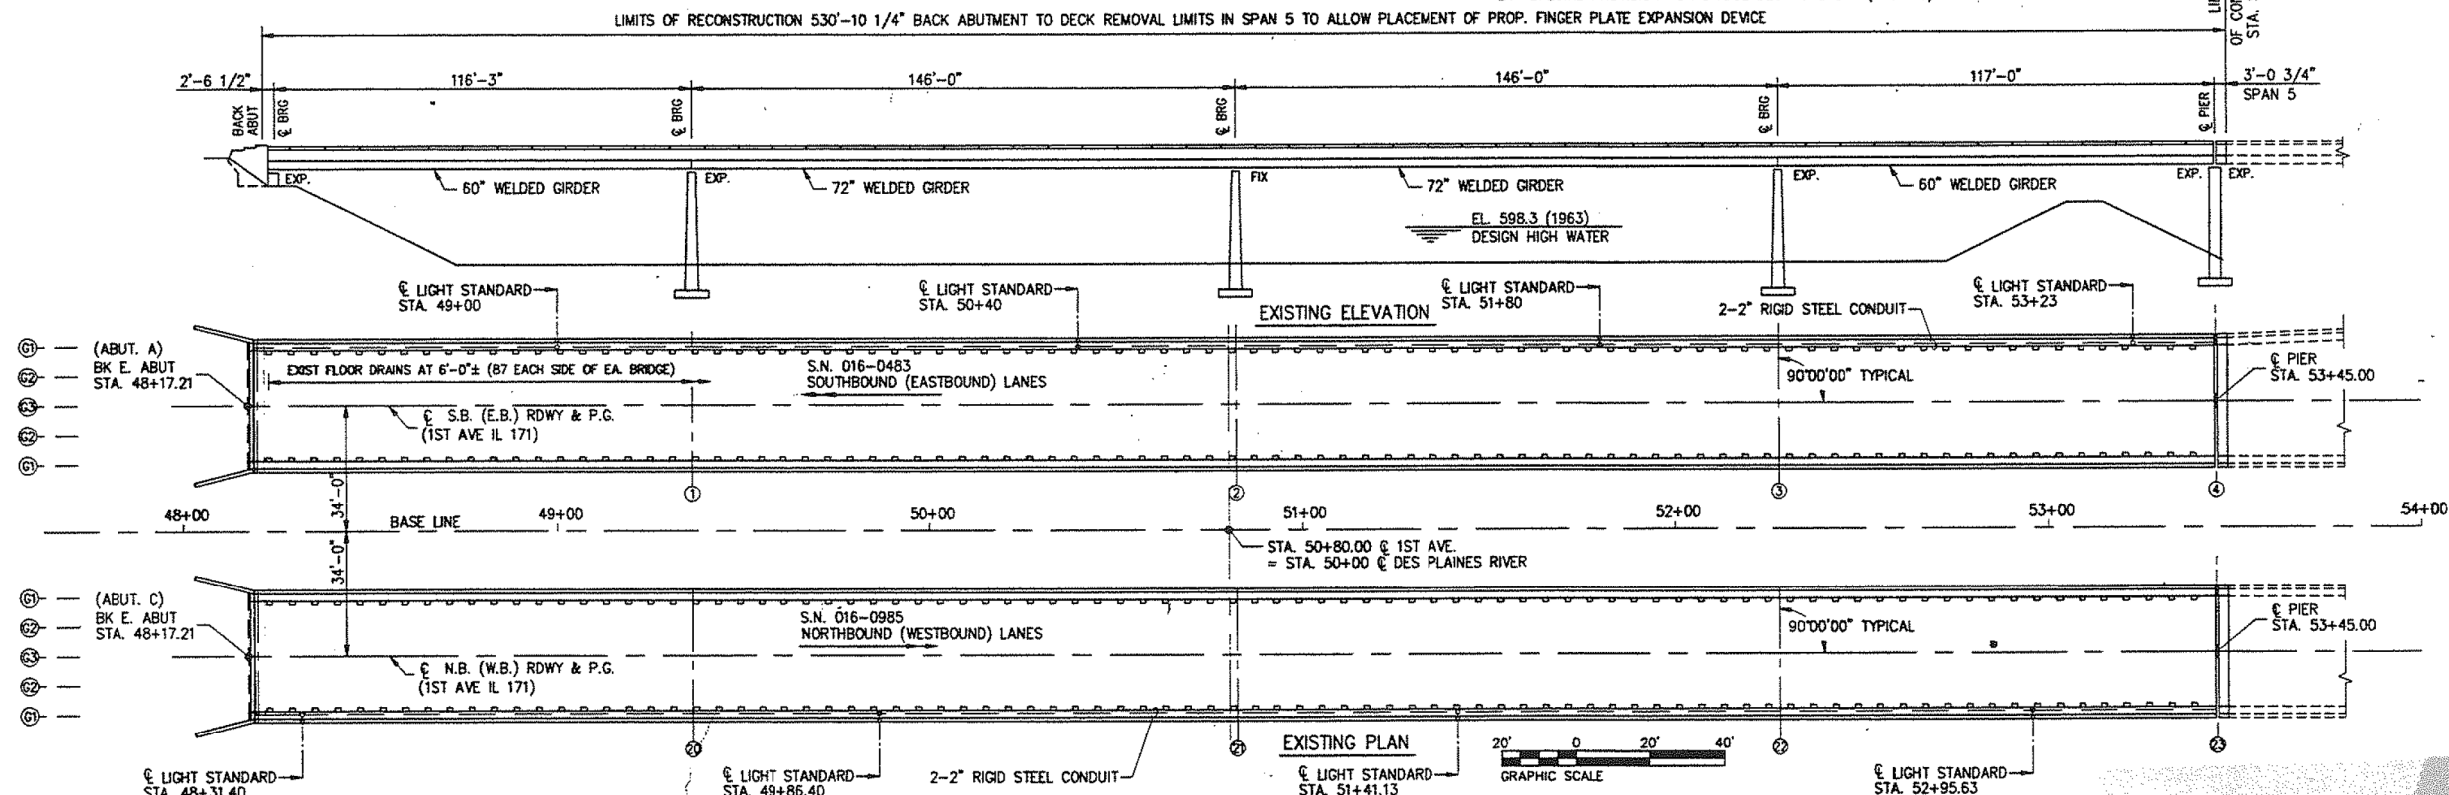 LIMITS OF RECONSTRUCTION 530'-10 1/4" BACK ABUTMENT TO DECK REMOVAL LIMITS IN SPAN 5 TO ALLOW PLACEMENT OF PROP. FINGER PLATE EXPANSION DEVICE
OF
STA.
2'-6 1/2"
116'-3"
146'-0"
146'-0"
117'-0"
3'-0 3/4"
SPAN 5
BACK
ABUT
℄ BRG
℄ BRG
℄ BRG
℄ BRG
℄ PIER
EXP.
60" WELDED GIRDER
EXP.
72" WELDED GIRDER
FIX
72" WELDED GIRDER
EXP.
60" WELDED GIRDER
EXP.
EXP.
EL. 598.3 (1963)
DESIGN HIGH WATER
℄ LIGHT STANDARD
STA. 49+00
℄ LIGHT STANDARD
STA. 50+40
EXISTING ELEVATION
℄ LIGHT STANDARD
STA. 51+80
2-2" RIGID STEEL CONDUIT
℄ LIGHT STANDARD
STA. 53+23
G1
G2
G3
G2
G1
(ABUT. A)
BK E. ABUT
STA. 48+17.21
EXIST FLOOR DRAINS AT 6'-0"± (87 EACH SIDE OF EA. BRIDGE)
S.N. 016-0483
SOUTHBOUND (EASTBOUND) LANES
90°00'00" TYPICAL
℄ PIER
STA. 53+45.00
℄ S.B. (E.B.) RDWY & P.G.
(1ST AVE IL 171)
34'-0"
1
2
3
4
48+00
BASE LINE
49+00
50+00
51+00
52+00
53+00
54+00
STA. 50+80.00 ℄ 1ST AVE.
= STA. 50+00 ℄ DES PLAINES RIVER
34'-0"
G1
G2
G3
G2
G1
(ABUT. C)
BK E. ABUT
STA. 48+17.21
S.N. 016-0985
NORTHBOUND (WESTBOUND) LANES
90°00'00" TYPICAL
℄ PIER
STA. 53+45.00
℄ N.B. (W.B.) RDWY & P.G.
(1ST AVE IL 171)
20
21
22
23
EXISTING PLAN
20' 0 20' 40'
GRAPHIC SCALE
℄ LIGHT STANDARD
STA. 48+31.40
℄ LIGHT STANDARD
STA. 49+86.40
2-2" RIGID STEEL CONDUIT
℄ LIGHT STANDARD
STA. 51+41.13
℄ LIGHT STANDARD
STA. 52+95.63